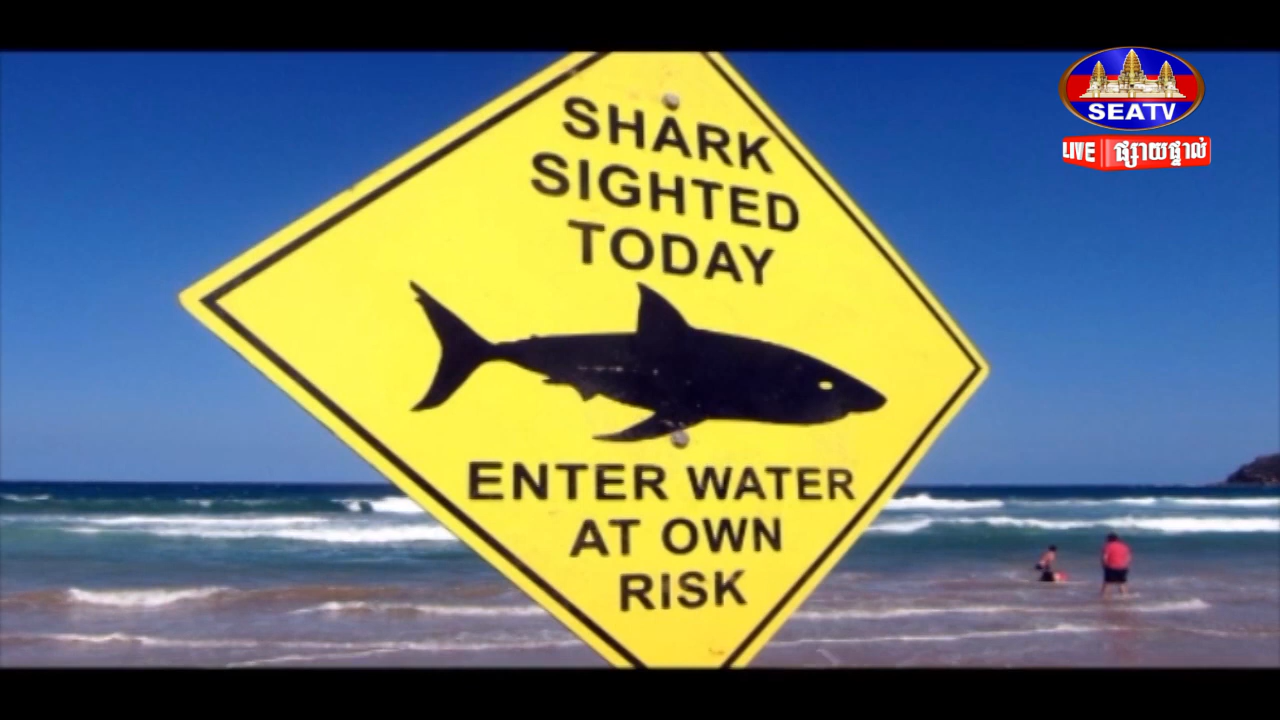 SHARK
SIGHTED
TODAY
ENTER WATER
AT OWN
RISK
SEATV
LIVE ផ្សាយផ្ទាល់